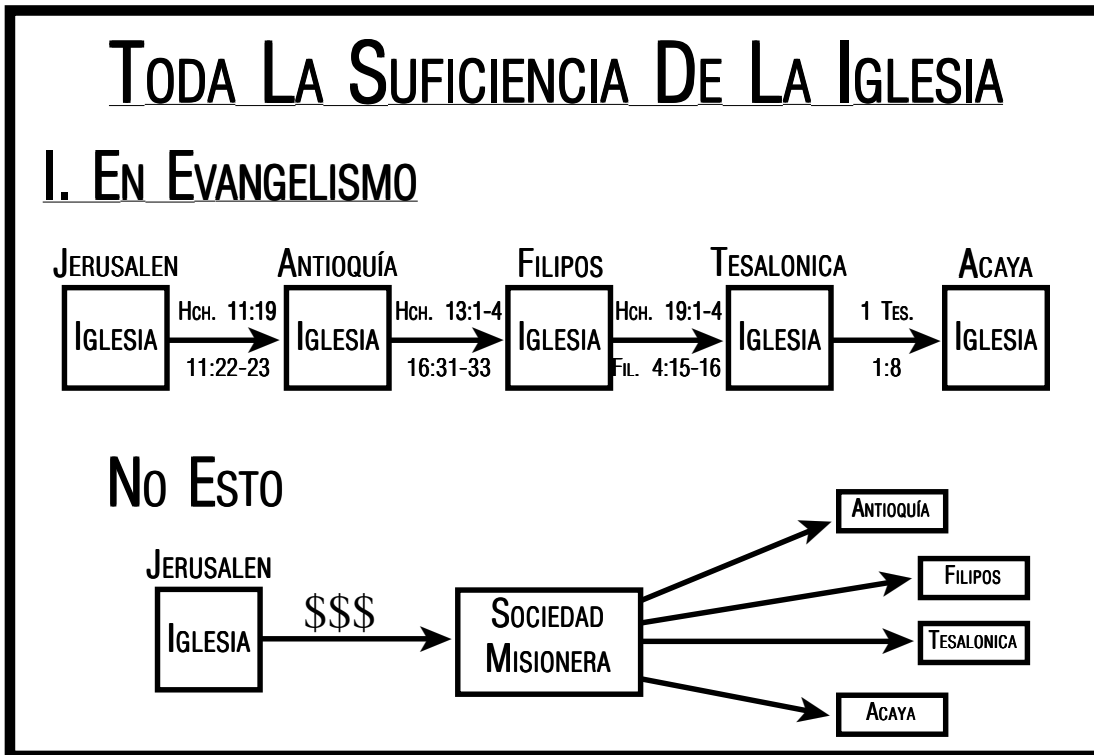 Toda La Suficiencia De La Iglesia
I. En Evangelismo
Jerusalen
Antioquía
Filipos
Tesalonica
Acaya
Iglesia
Hch. 11:19
11:22-23
Iglesia
Hch. 13:1-4
16:31-33
Iglesia
Hch. 19:1-4
Fil. 4:15-16
Iglesia
1 Tes.
1:8
Iglesia
No Esto
Jerusalen
Iglesia
$$$
Sociedad
Misionera
Antioquía
Filipos
Tesalonica
Acaya